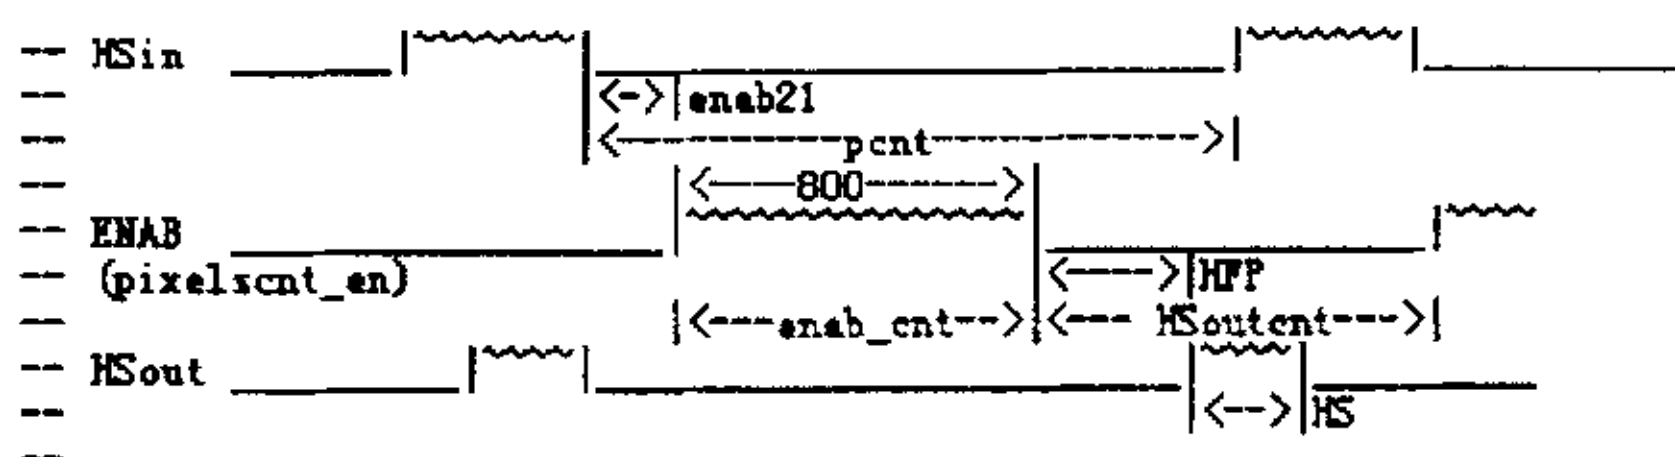 -- HSin
-- <-> enab21
-- <---------pcnt---------------->
-- <----800------->
-- ENAB
-- (pixelscnt_en) <----> HFP
-- <---enab_cnt--> <--- HSoutcnt--->
-- HSout
-- <--> HS
--